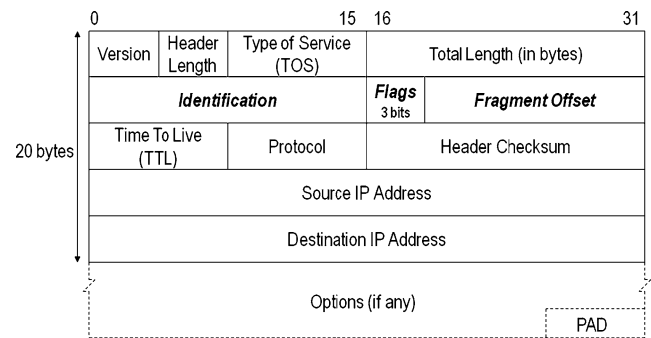 0 15 16 31
Version
Header
Length
Type of Service
(TOS)
Total Length (in bytes)
Identification
Flags
3 bits
Fragment Offset
20 bytes
Time To Live
(TTL)
Protocol
Header Checksum
Source IP Address
Destination IP Address
Options (if any)
PAD